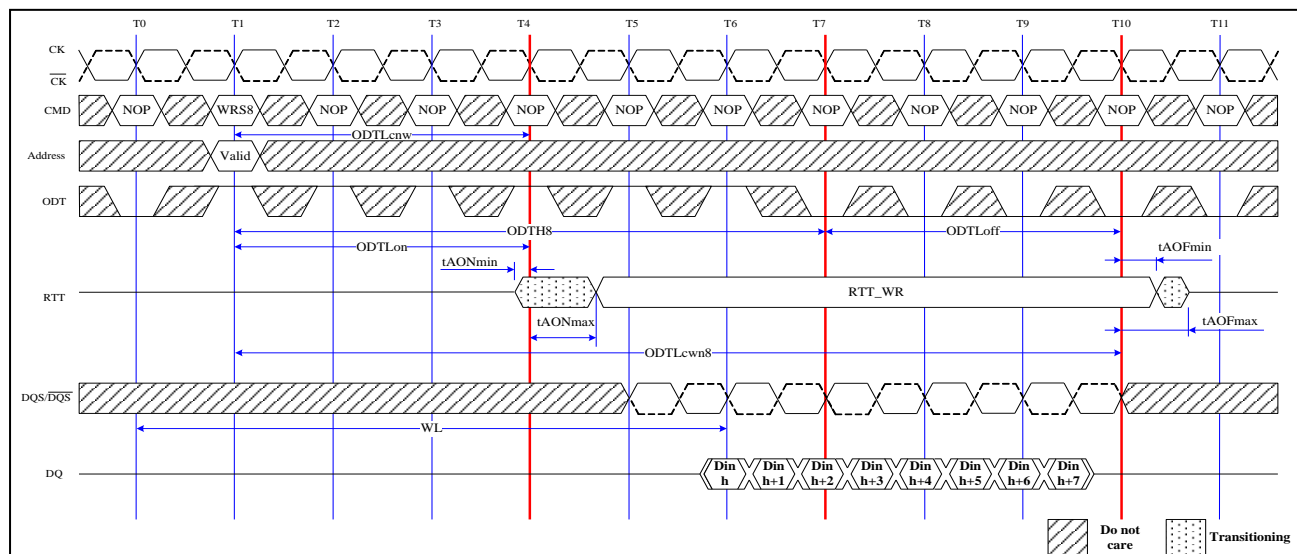 T0 T1 T2 T3 T4 T5 T6 T7 T8 T9 T10 T11
CK
CK
CMD NOP WRS8 NOP NOP NOP NOP NOP NOP NOP NOP NOP NOP
ODTLcnw
Address Valid
ODT
ODTH8 ODTLoff
ODTLon
tAONmin tAOFmin
RTT RTT_WR
tAONmax tAOFmax
ODTLcwn8
DQS/DQS
WL
DQ Din h Din h+1 Din h+2 Din h+3 Din h+4 Din h+5 Din h+6 Din h+7
Do not care Transitioning